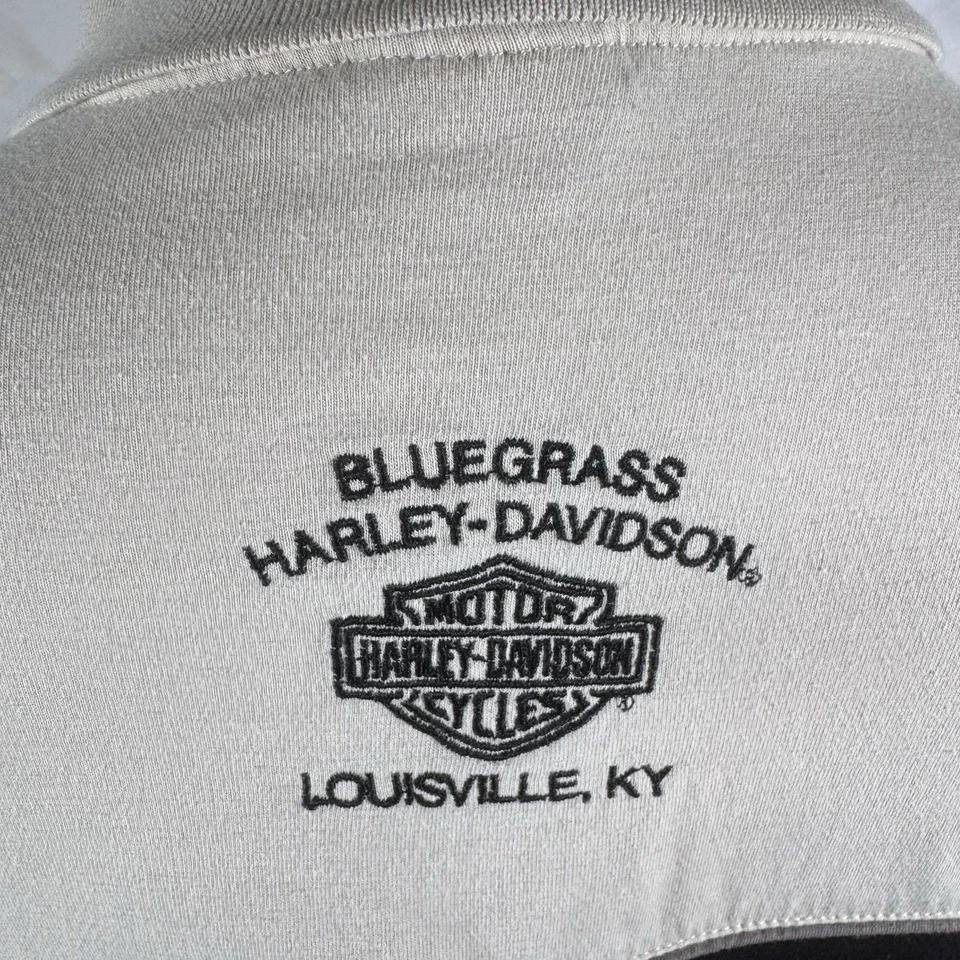 BLUEGRASS
HARLEY-DAVIDSON®
MOTOR
HARLEY-DAVIDSON
CYCLES®
LOUISVILLE, KY